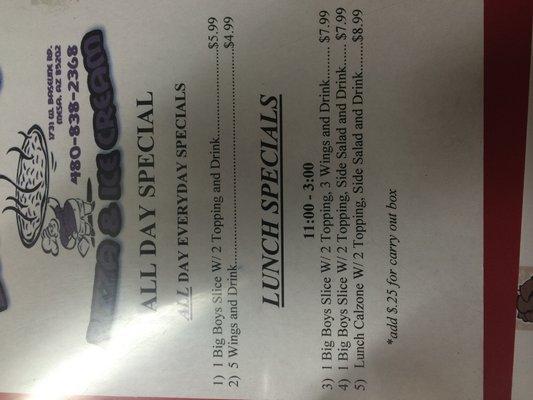 1731 W. BASELINE RD.
MESA, AZ 85202
480-838-2368
& ICE CREAM
ALL DAY SPECIAL
ALL DAY EVERYDAY SPECIALS
1) 1 Big Boys Slice W/ 2 Topping and Drink....................$5.99
2) 5 Wings and Drink.....................................................$4.99
LUNCH SPECIALS
11:00 - 3:00
3) 1 Big Boys Slice W/ 2 Topping, 3 Wings and Drink.........$7.99
4) 1 Big Boys Slice W/ 2 Topping, Side Salad and Drink..... $7.99
5) Lunch Calzone W/ 2 Topping, Side Salad and Drink.......$8.99
*add $.25 for carry out box